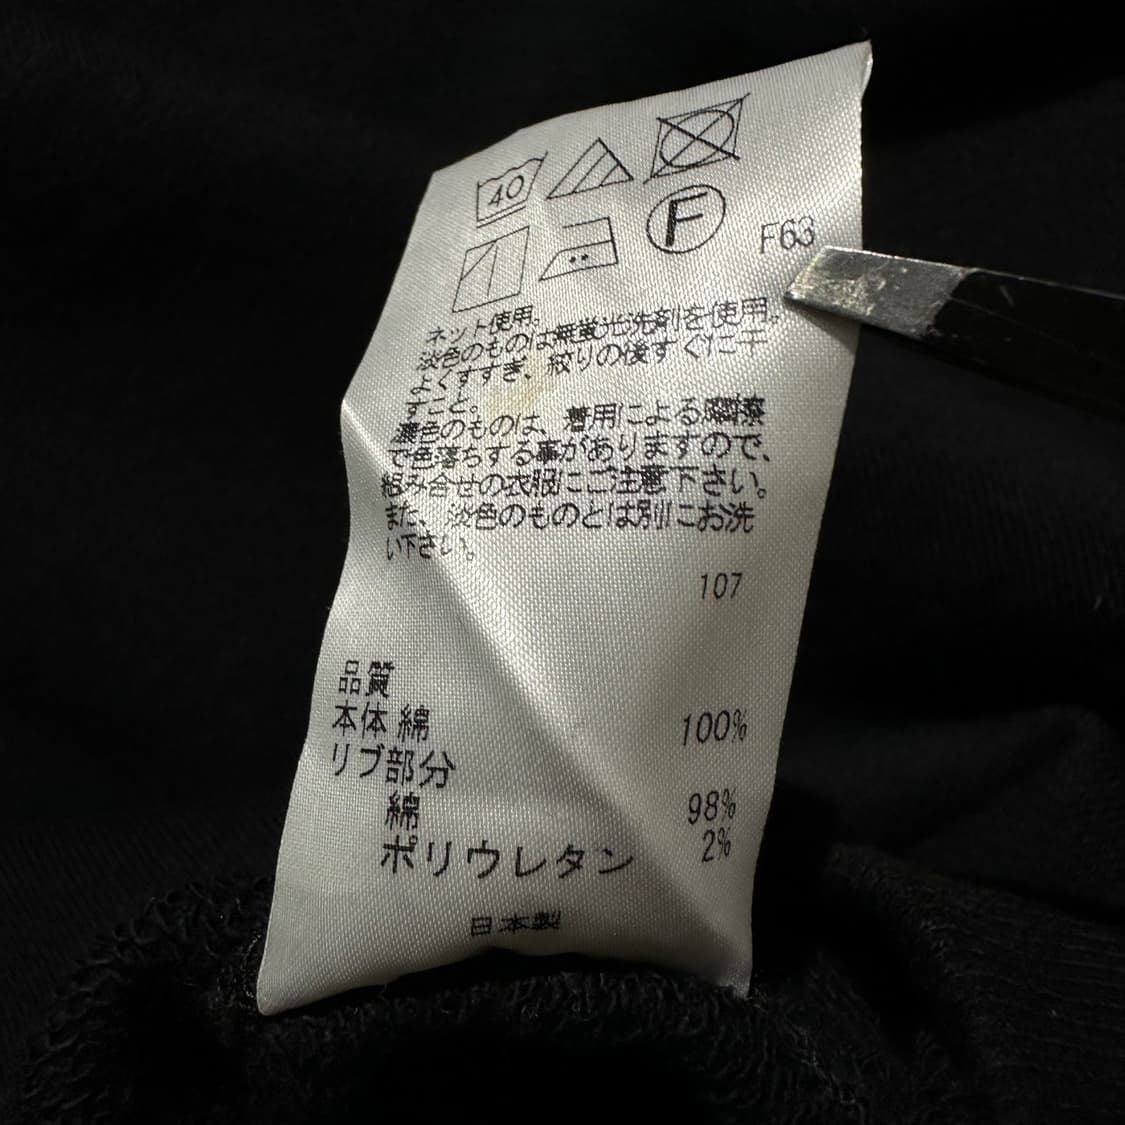 40
F
F63
ネット使用。
淡色のものは無蛍光洗剤を使用。
よくすすぎ、絞りの後すぐに干
すこと。
濃色のものは、着用による摩擦
で色落ちする事がありますので、
組み合せの衣服にご注意下さい。
また、淡色のものとは別にお洗
い下さい。
107
品質
本体 綿 100%
リブ部分
綿 98%
ポリウレタン 2%
日本製